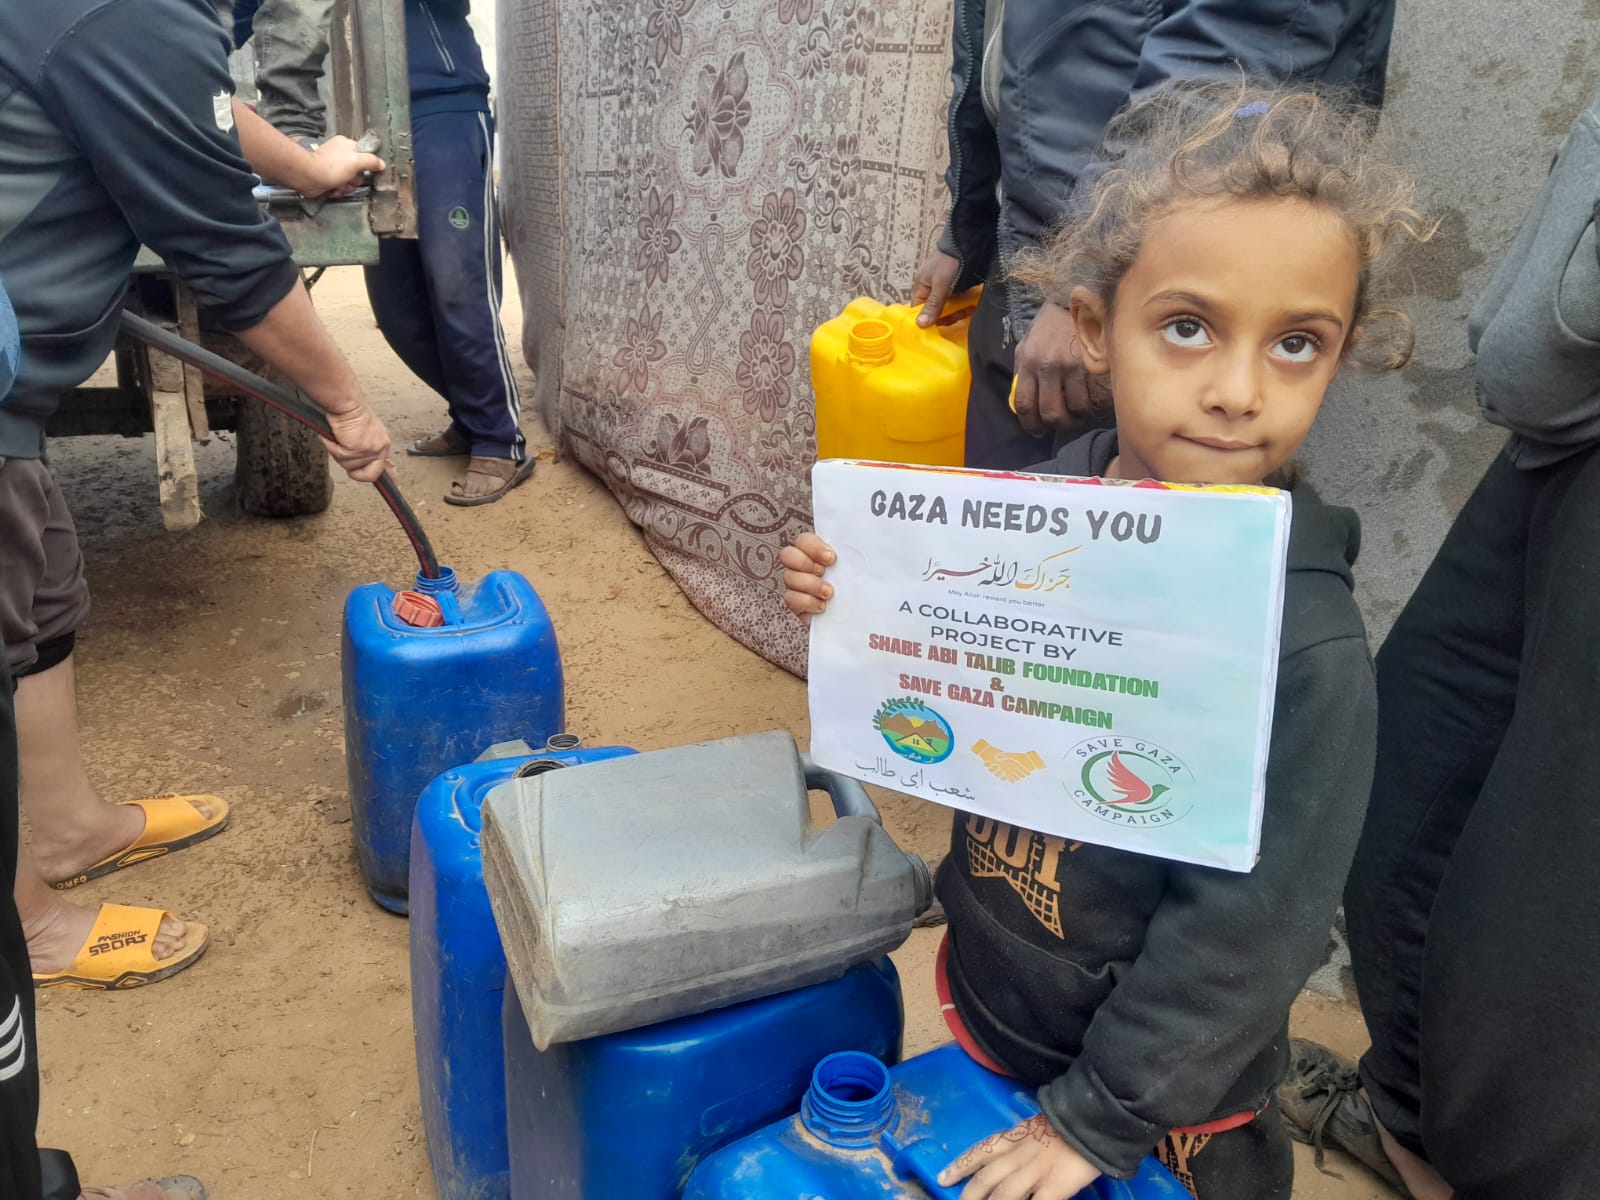 GAZA NEEDS YOU
جزاك الله خيرا
May Allah reward you better
A COLLABORATIVE
PROJECT BY
SHABE ABI TALIB FOUNDATION
&
SAVE GAZA CAMPAIGN
شعب ابی طالب
SAVE GAZA
CAMPAIGN
FASHION